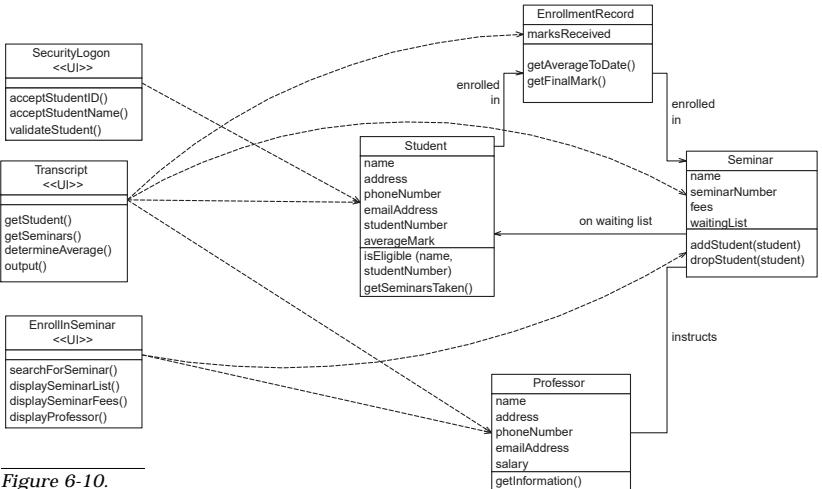 EnrollmentRecord
marksReceived
getAverageToDate()
getFinalMark()
SecurityLogon
<<UI>>
acceptStudentID()
acceptStudentName()
validateStudent()
enrolled
in
enrolled
in
Student
name
address
phoneNumber
emailAddress
studentNumber
averageMark
isEligible (name,
studentNumber)
getSeminarsTaken()
Transcript
<<UI>>
getStudent()
getSeminars()
determineAverage()
output()
Seminar
name
seminarNumber
fees
waitingList
addStudent(student)
dropStudent(student)
on waiting list
EnrollInSeminar
<<UI>>
searchForSeminar()
displaySeminarList()
displaySeminarFees()
displayProfessor()
instructs
Professor
name
address
phoneNumber
emailAddress
salary
getInformation()
Figure 6-10.